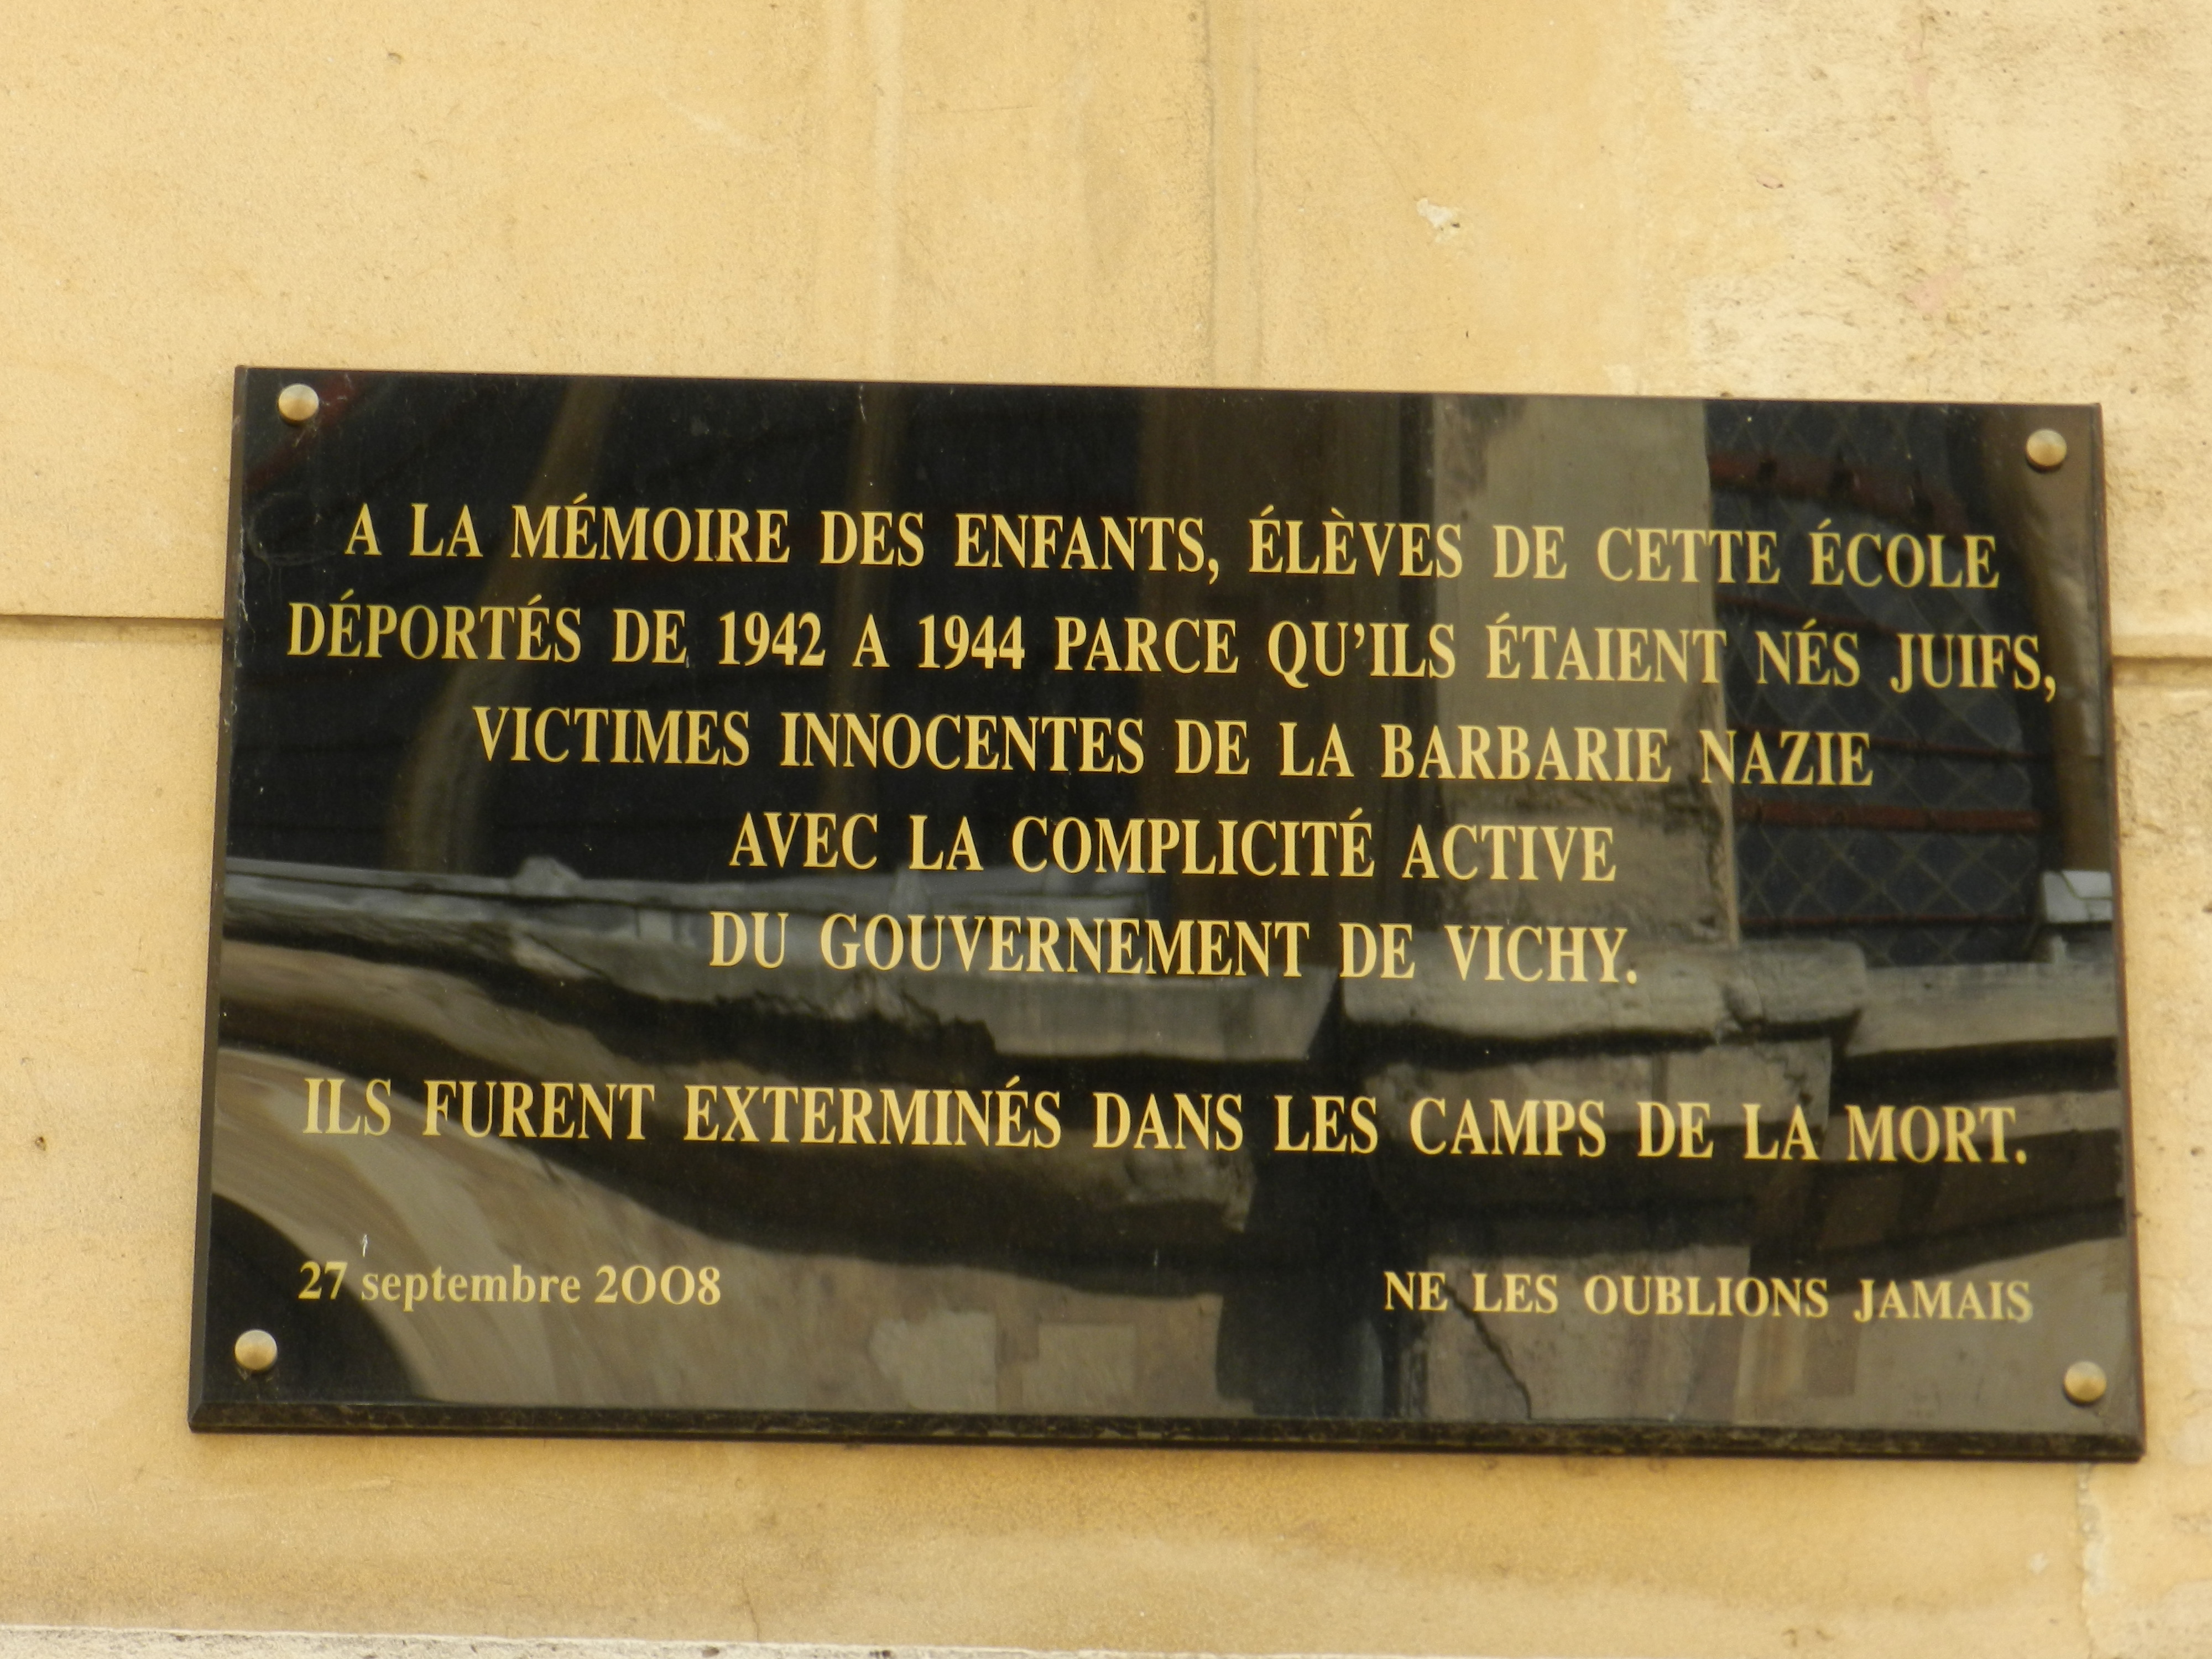 A LA MÉMOIRE DES ENFANTS, ÉLÈVES DE CETTE ÉCOLE
DÉPORTÉS DE 1942 A 1944 PARCE QU'ILS ÉTAIENT NÉS JUIFS,
VICTIMES INNOCENTES DE LA BARBARIE NAZIE
AVEC LA COMPLICITÉ ACTIVE
DU GOUVERNEMENT DE VICHY.
ILS FURENT EXTERMINÉS DANS LES CAMPS DE LA MORT.
27 septembre 2008
NE LES OUBLIONS JAMAIS